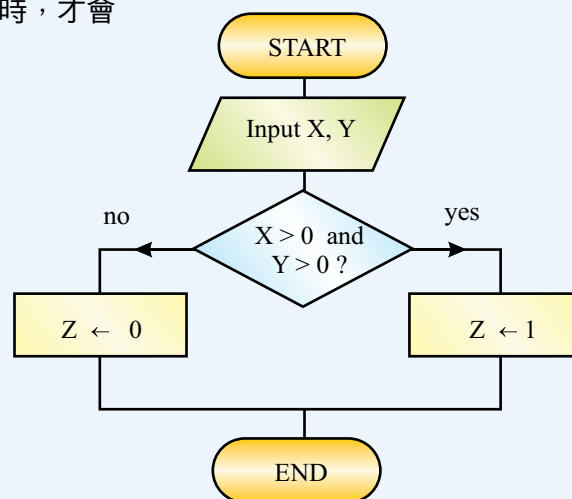 時，才會
START
Input X, Y
no
yes
X > 0 and
Y > 0 ?
Z ← 0
Z ← 1
END